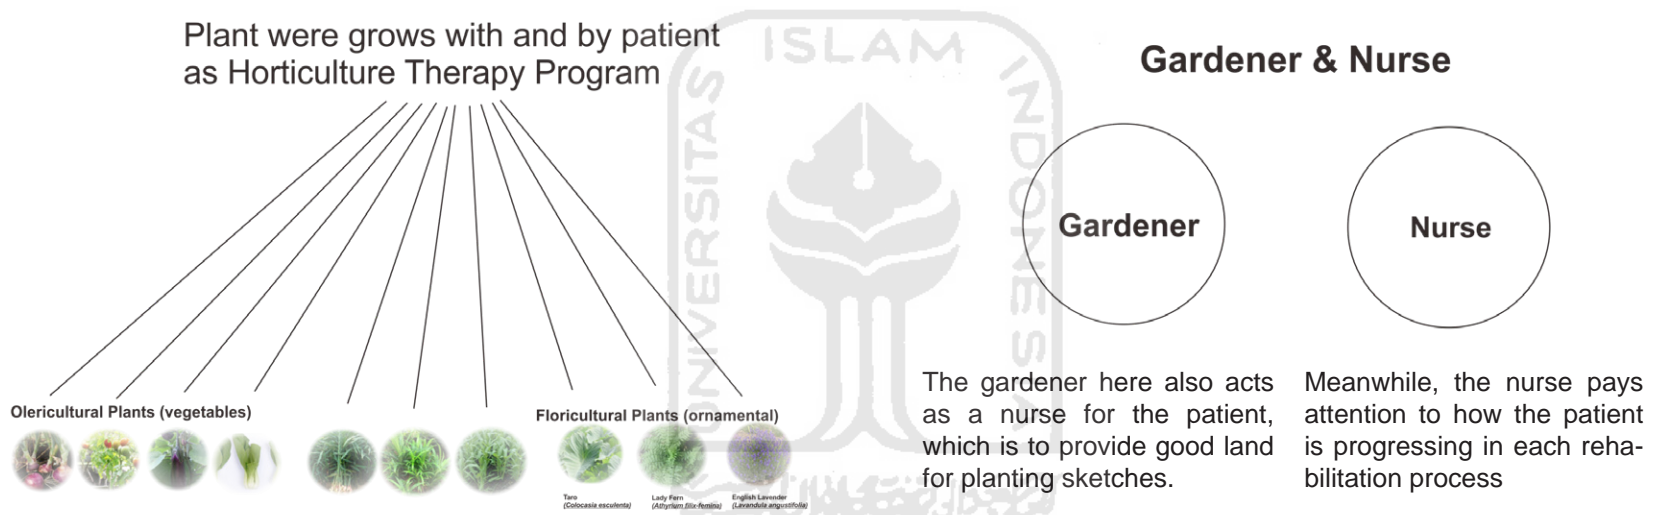 Plant were grows with and by patient
as Horticulture Therapy Program
Olericultural Plants (vegetables)
Floricultural Plants (ornamental)
Taro
(Colocasia esculenta)
Lady Fern
(Athyrium filix-femina)
English Lavender
(Lavandula angustifolia)
UNIVERSITAS
ISLAM
INDONESIA
Gardener & Nurse
Gardener
Nurse
The gardener here also acts
as a nurse for the patient,
which is to provide good land
for planting sketches.
Meanwhile, the nurse pays
attention to how the patient
is progressing in each reha-
bilitation process